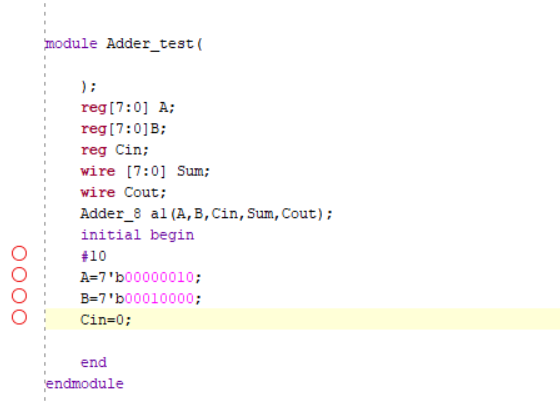 module Adder_test(
);
reg[7:0] A;
reg[7:0]B;
reg Cin;
wire [7:0] Sum;
wire Cout;
Adder_8 a1(A,B,Cin,Sum,Cout);
initial begin
#10
A=7'b00000010;
B=7'b00010000;
Cin=0;
end
endmodule